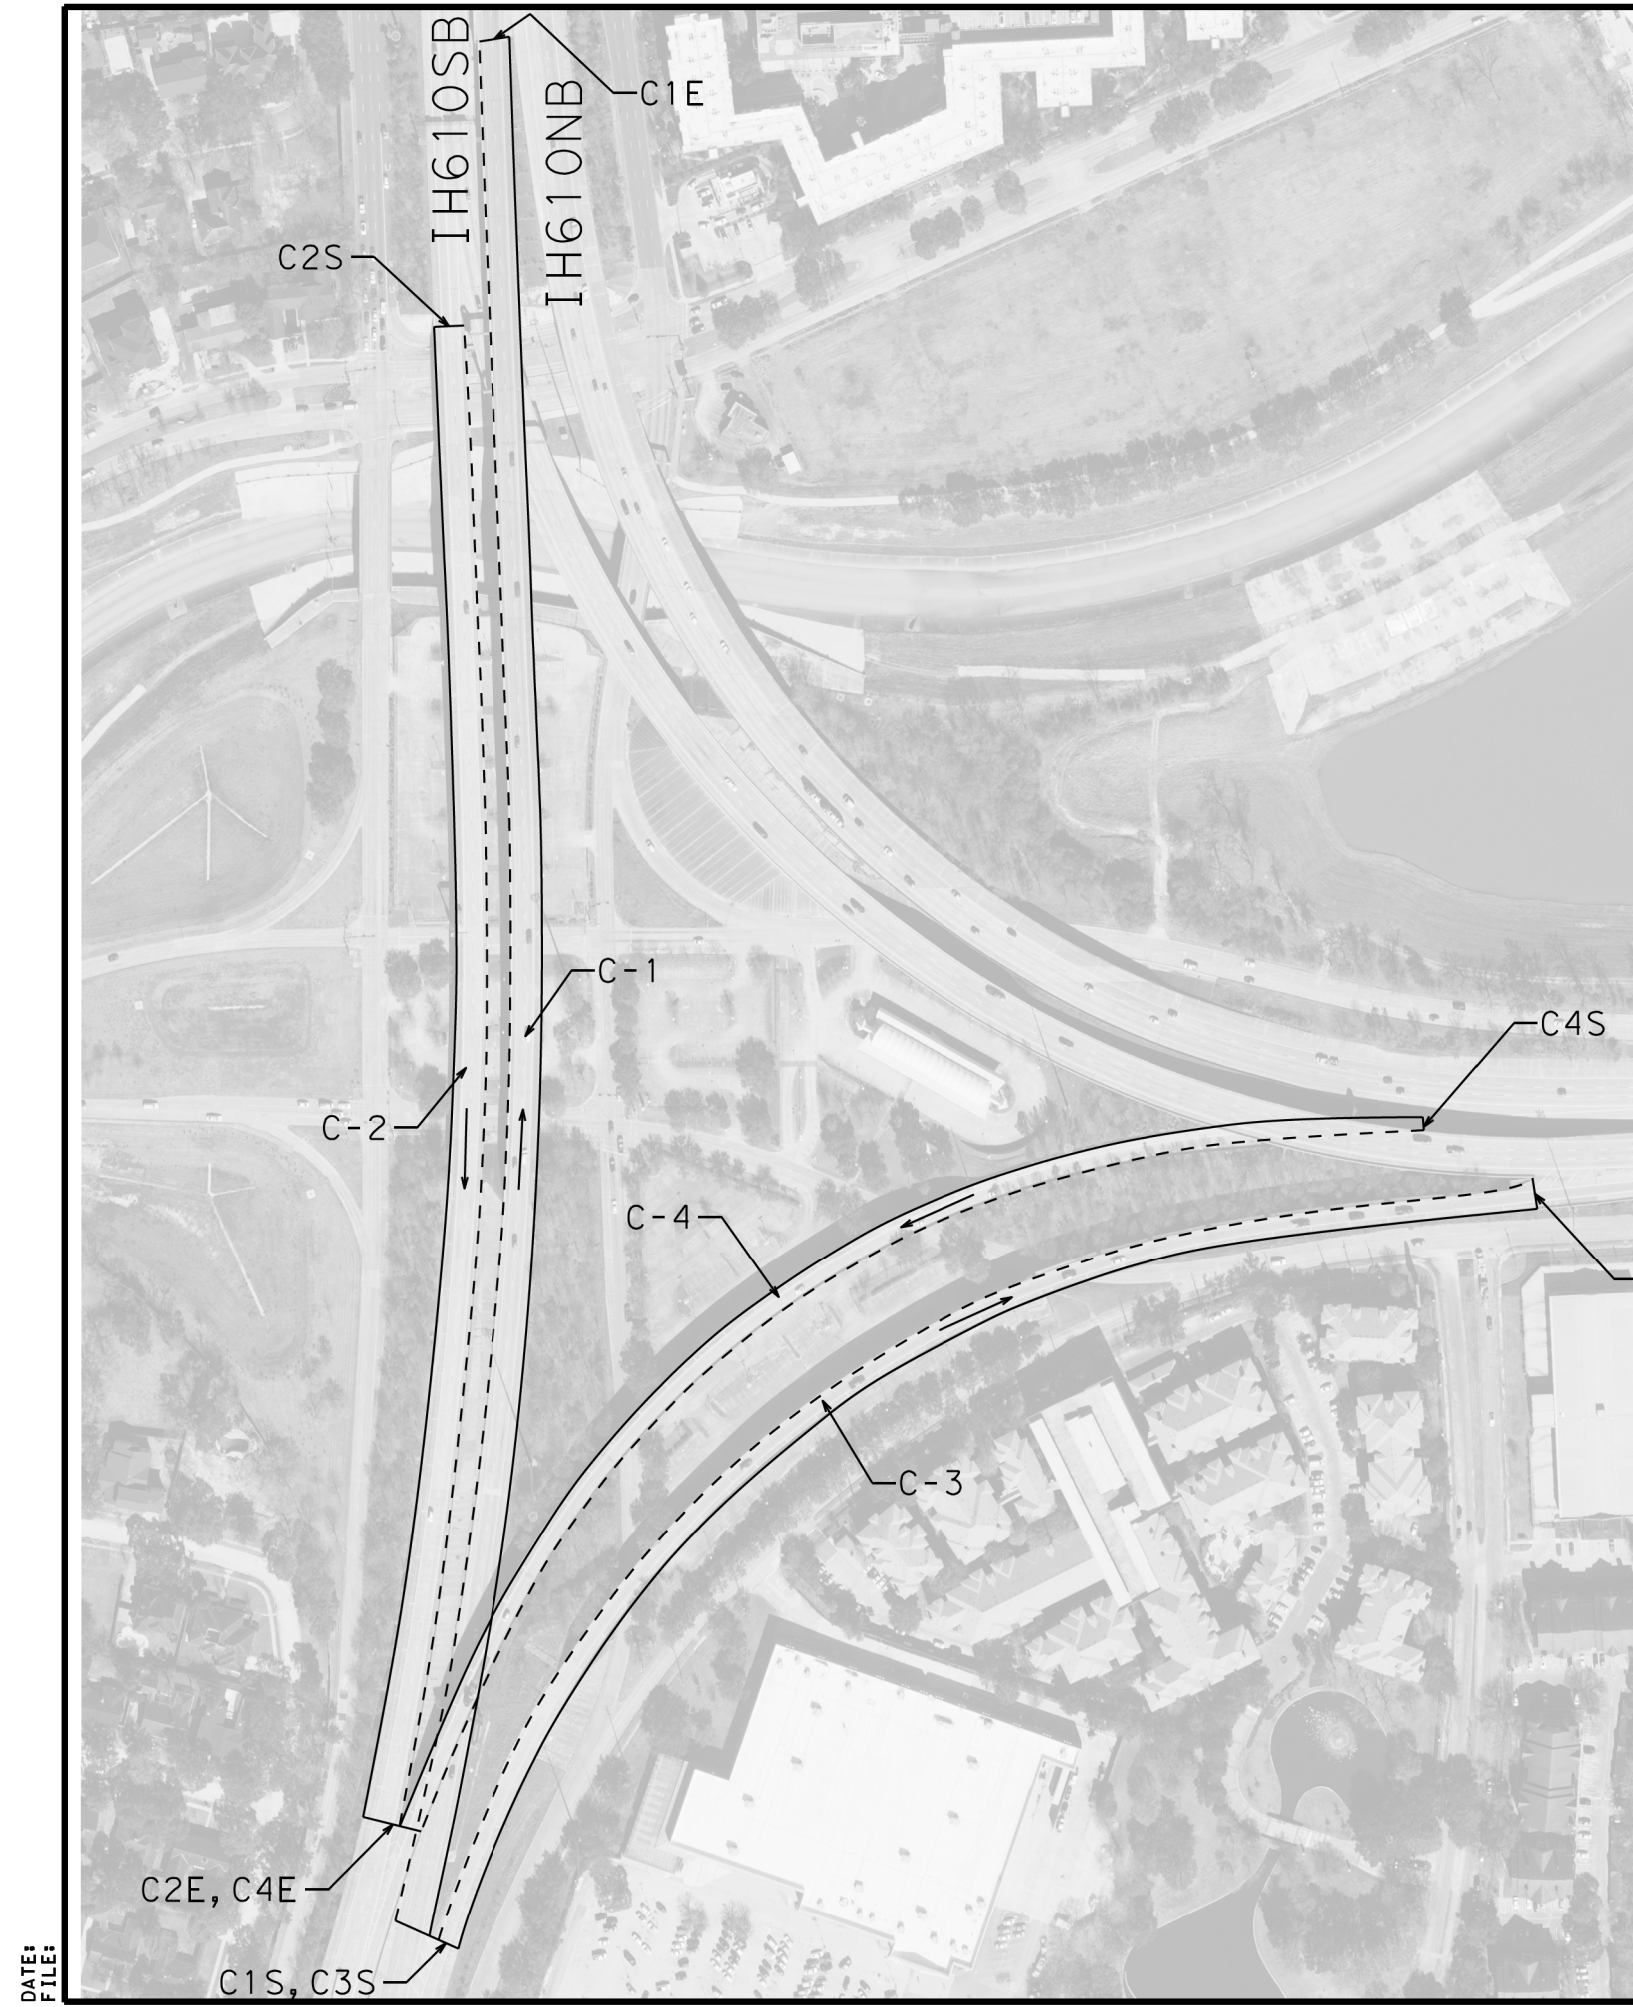 IH610SB
C1E
IH610NB
C2S
C-1
C4S
C-2
C-4
C-3
C2E, C4E
C1S, C3S
DATE:
FILE: